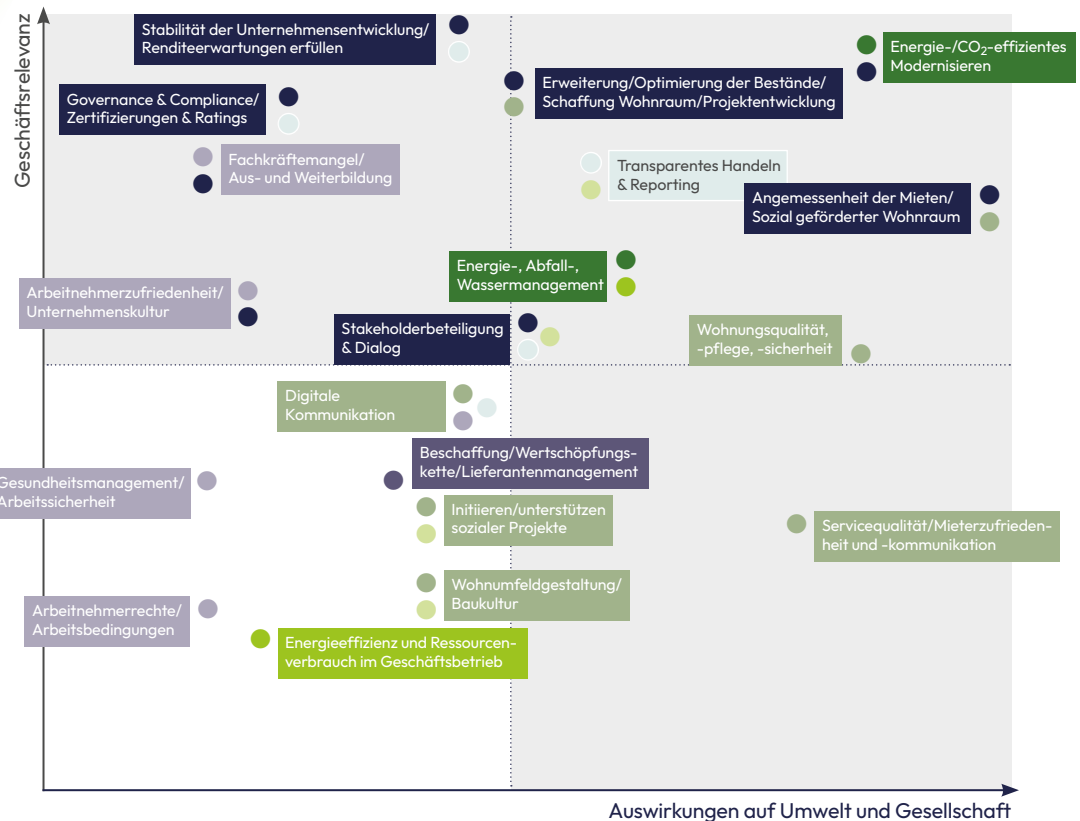 Geschäftsrelevanz
Stabilität der Unternehmensentwicklung/
Renditeerwartungen erfüllen
Energie-/CO₂-effizientes
Modernisieren
Erweiterung/Optimierung der Bestände/
Schaffung Wohnraum/Projektentwicklung
Governance & Compliance/
Zertifizierungen & Ratings
Fachkräftemangel/
Aus- und Weiterbildung
Transparentes Handeln
& Reporting
Angemessenheit der Mieten/
Sozial geförderter Wohnraum
Energie-, Abfall-,
Wassermanagement
Arbeitnehmerzufriedenheit/
Unternehmenskultur
Stakeholderbeteiligung
& Dialog
Wohnungsqualität,
-pflege, -sicherheit
Digitale
Kommunikation
Beschaffung/Wertschöpfungs-
kette/Lieferantenmanagement
Gesundheitsmanagement/
Arbeitssicherheit
Initiieren/unterstützen
sozialer Projekte
Servicequalität/Mieterzufrieden-
heit und -kommunikation
Wohnumfeldgestaltung/
Baukultur
Arbeitnehmerrechte/
Arbeitsbedingungen
Energieeffizienz und Ressourcen-
verbrauch im Geschäftsbetrieb
Auswirkungen auf Umwelt und Gesellschaft